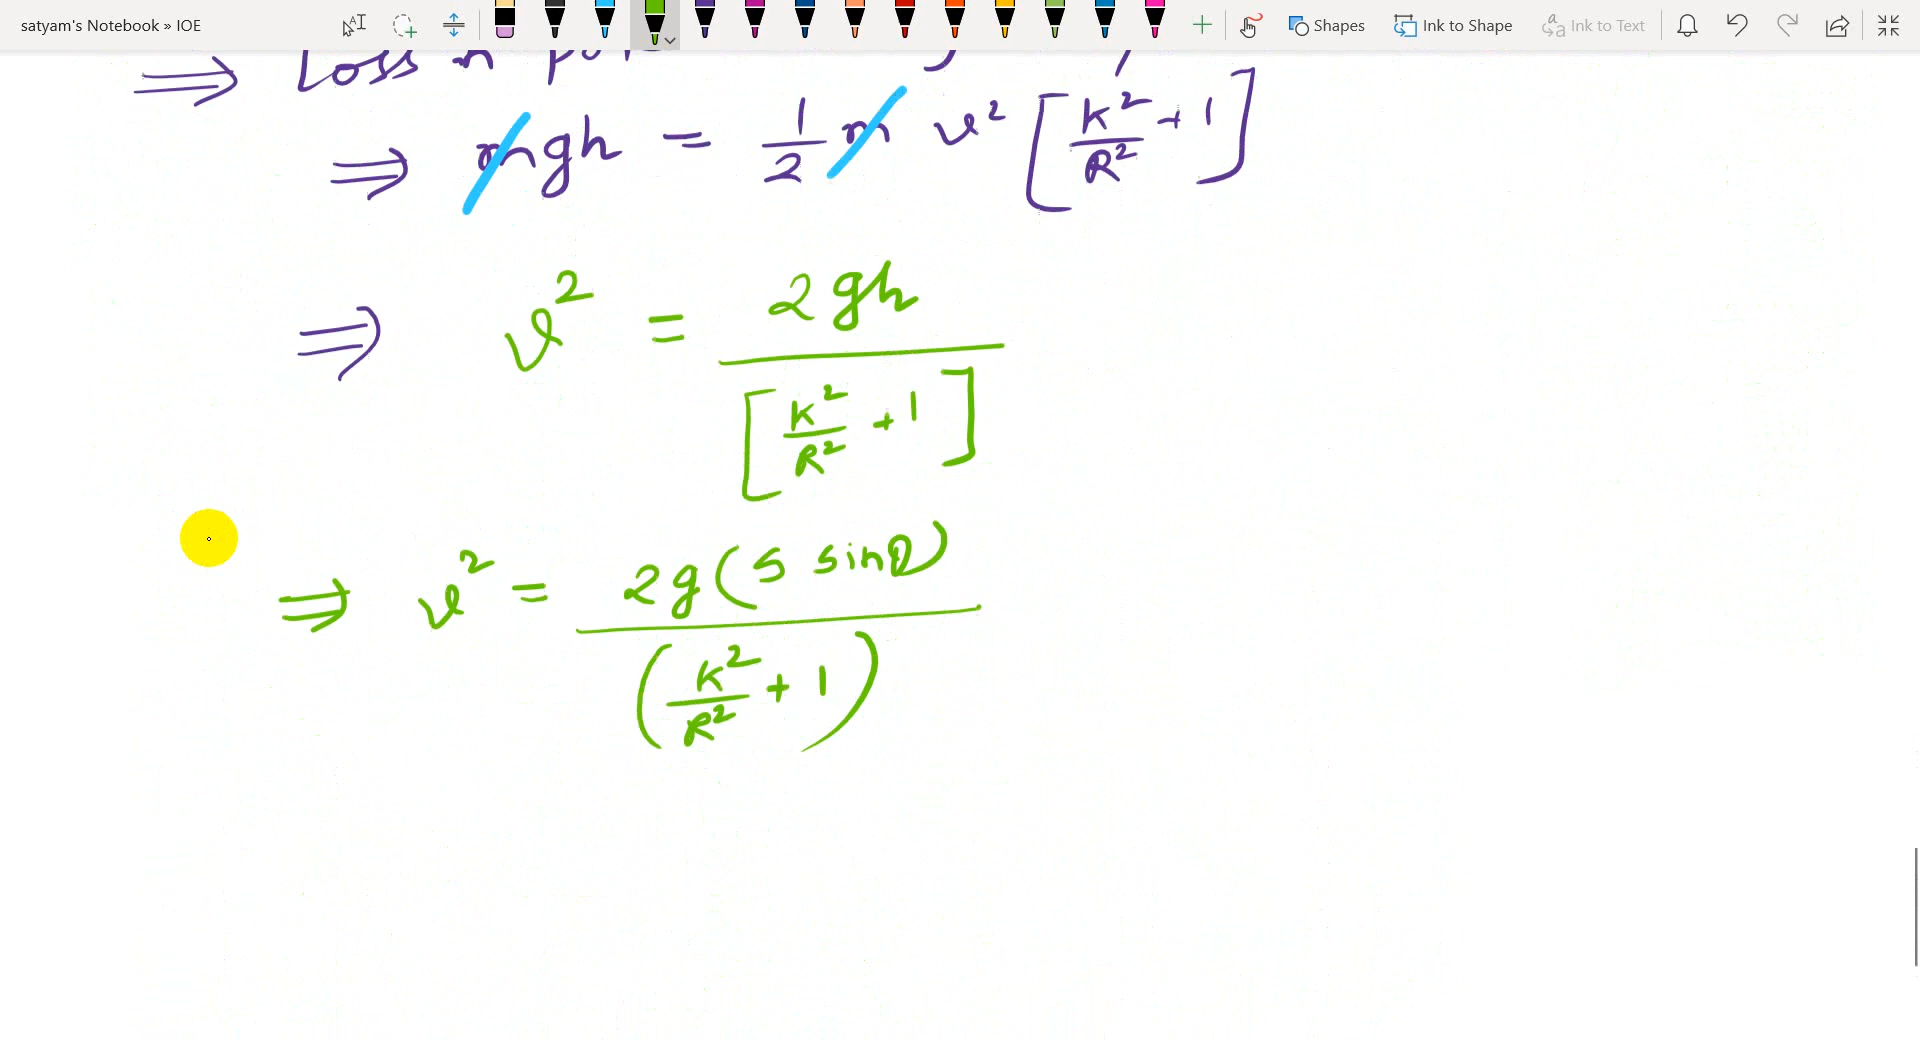 satyam's Notebook » IOE
Shapes
Ink to Shape
Ink to Text
⟹ Loss
⟹ mgh = 1/2 m v² [K²/R² + 1]
⟹ v² = 2gh / [K²/R² + 1]
⟹ v² = 2g(s sinθ) / (K²/R² + 1)